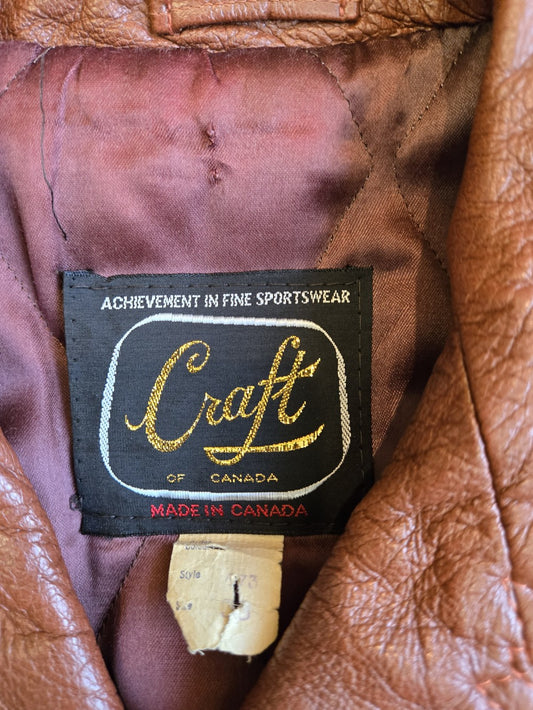 ACHIEVEMENT IN FINE SPORTSWEAR
Craft
OF CANADA
MADE IN CANADA
Style